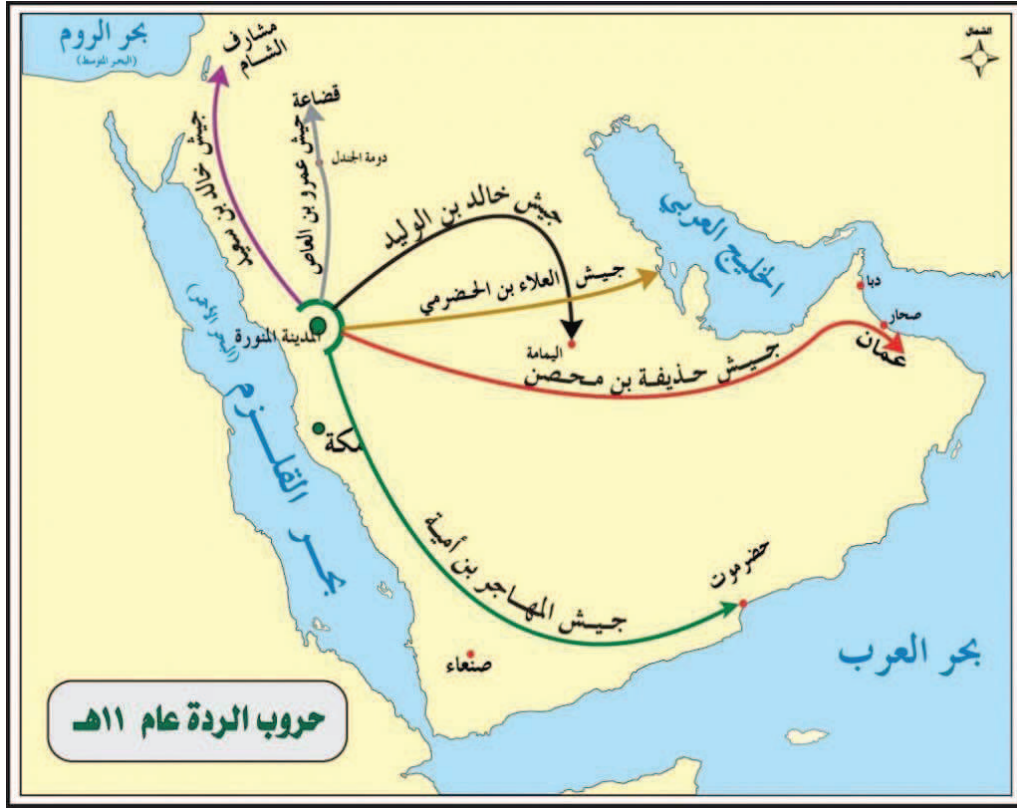 بحر الروم
(البحر المتوسط)
مشارف
الشام
الشمال
قضاعة
جيش خالد بن سعيد
جيش عمرو بن العاص
دومة الجندل
جيش خالد بن الوليد
الخليج العربي
جيش العلاء بن الحضرمي
دبا
صحار
عمان
المدينة المنورة
(البحر الأحمر)
اليمامة
جيش حذيفة بن محصن
بحر القلزم
مكة
جيش المهاجر بن أمية
حضرموت
صنعاء
بحر العرب
حروب الردة عام ١١هـ